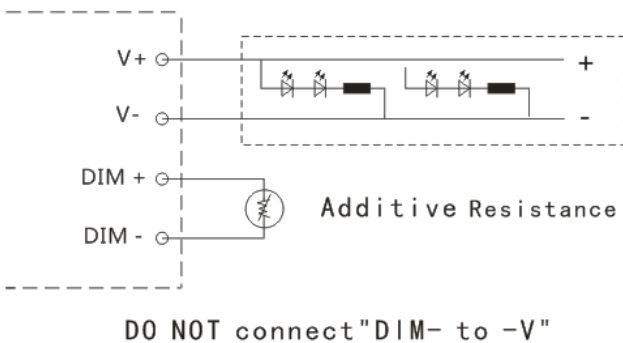 V+
+
V-
-
DIM +
Additive Resistance
DIM -
DO NOT connect"DIM- to -V"